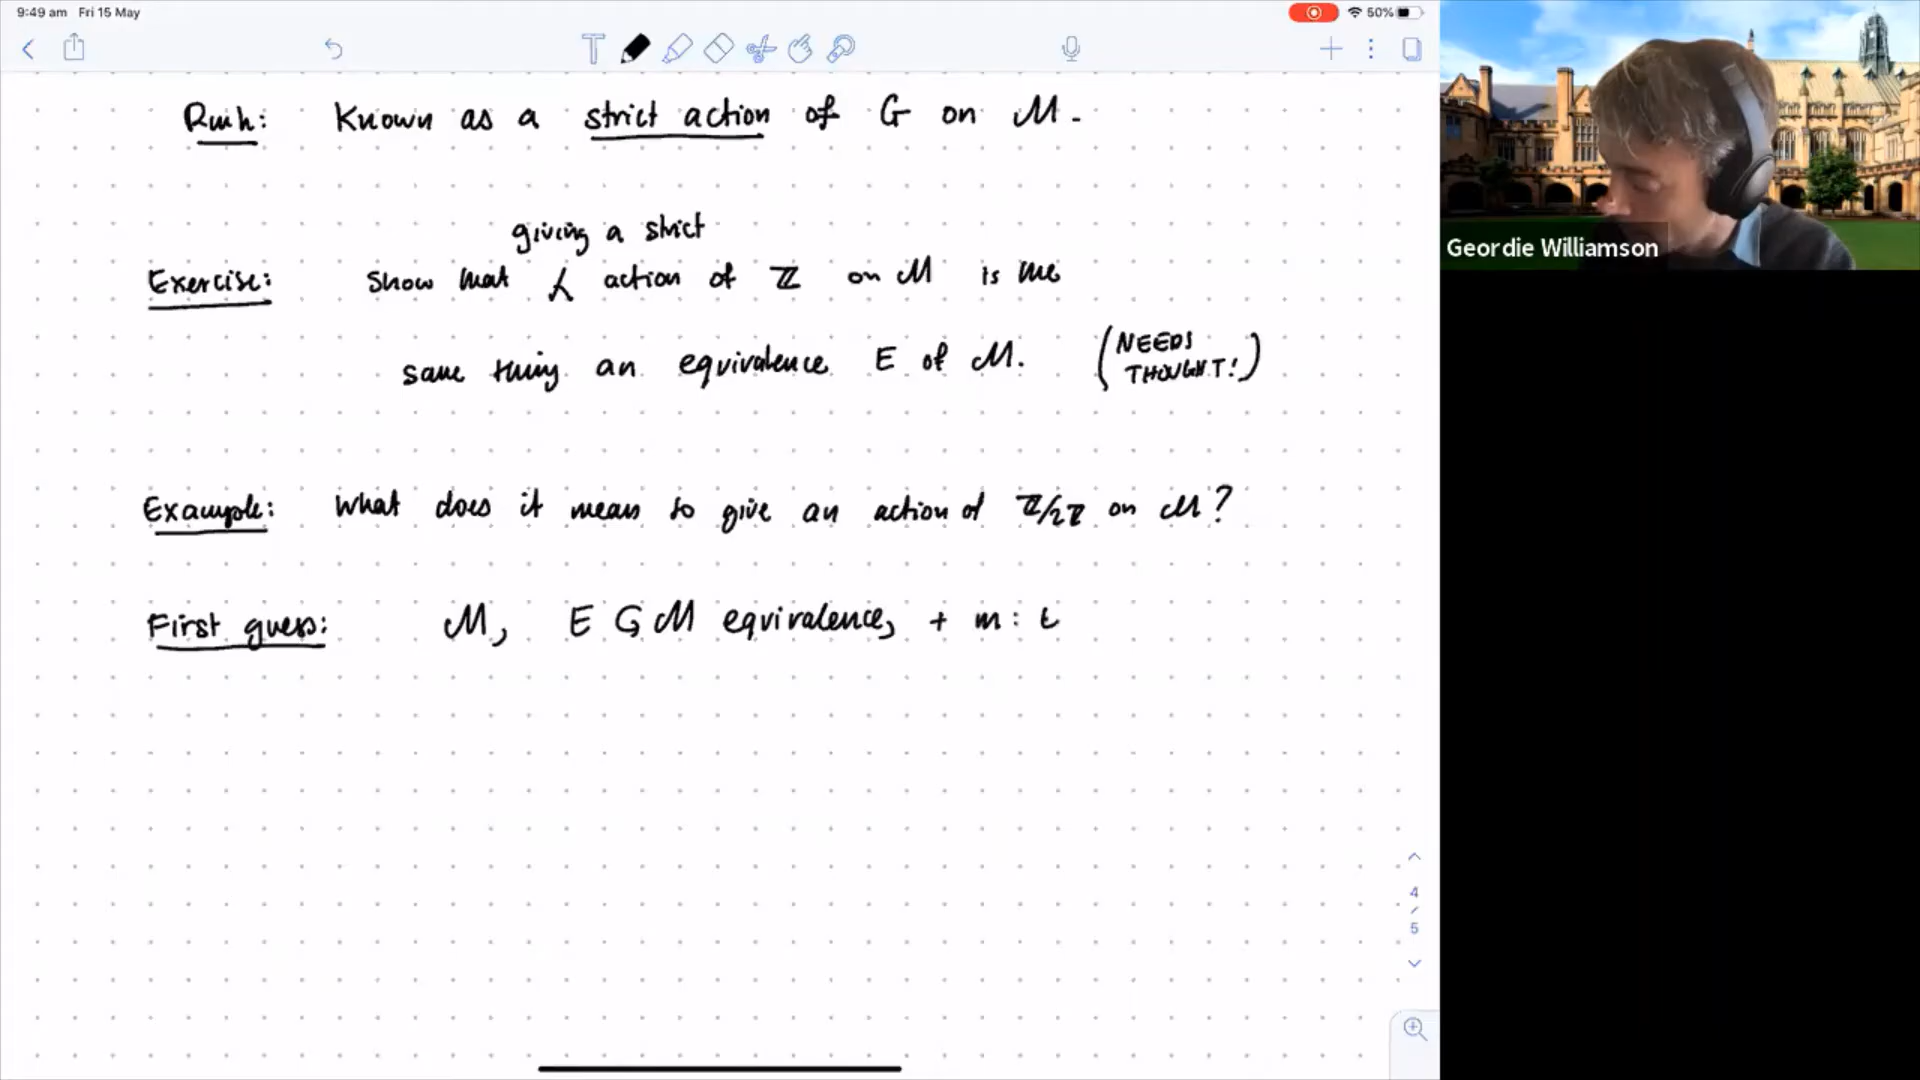 9:49 am Fri 15 May
50%
Rmk: Known as a strict action of G on M.
giving a strict
Exercise: Show that action of ℤ on M is the
same thing an equivalence E of M. (NEEDS THOUGHT!)
Example: What does it mean to give an action of ℤ/2ℤ on M?
First guess: M, E G M equivalence, + m: E
Geordie Williamson
4
/
5